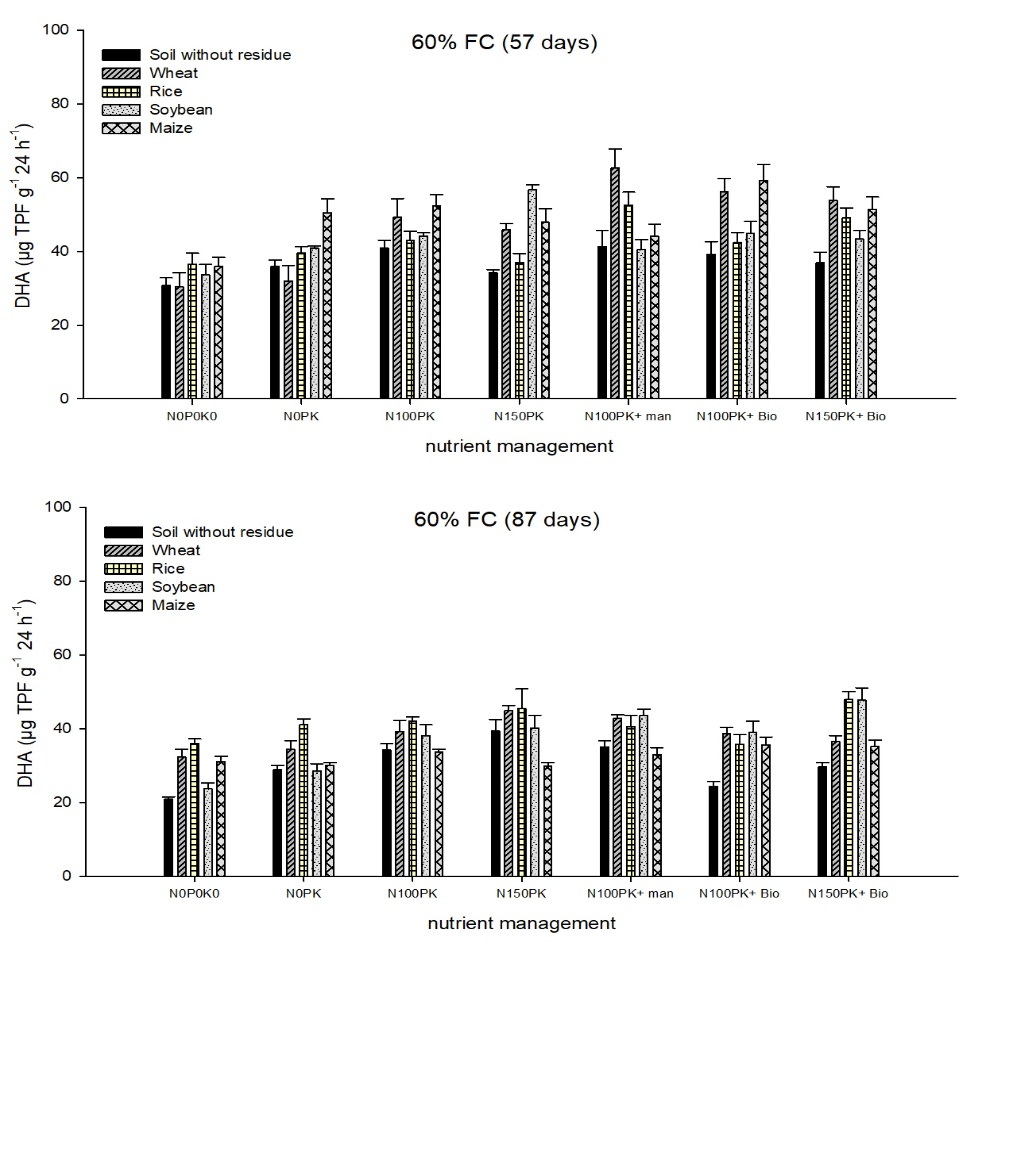 60% FC (57 days)
100
80
60
40
20
0
DHA (µg TPF g⁻¹ 24 h⁻¹)
Soil without residue
Wheat
Rice
Soybean
Maize
N0P0K0 N0PK N100PK N150PK N100PK+ man N100PK+ Bio N150PK+ Bio
nutrient management
60% FC (87 days)
100
80
60
40
20
0
DHA (µg TPF g⁻¹ 24 h⁻¹)
Soil without residue
Wheat
Rice
Soybean
Maize
N0P0K0 N0PK N100PK N150PK N100PK+ man N100PK+ Bio N150PK+ Bio
nutrient management